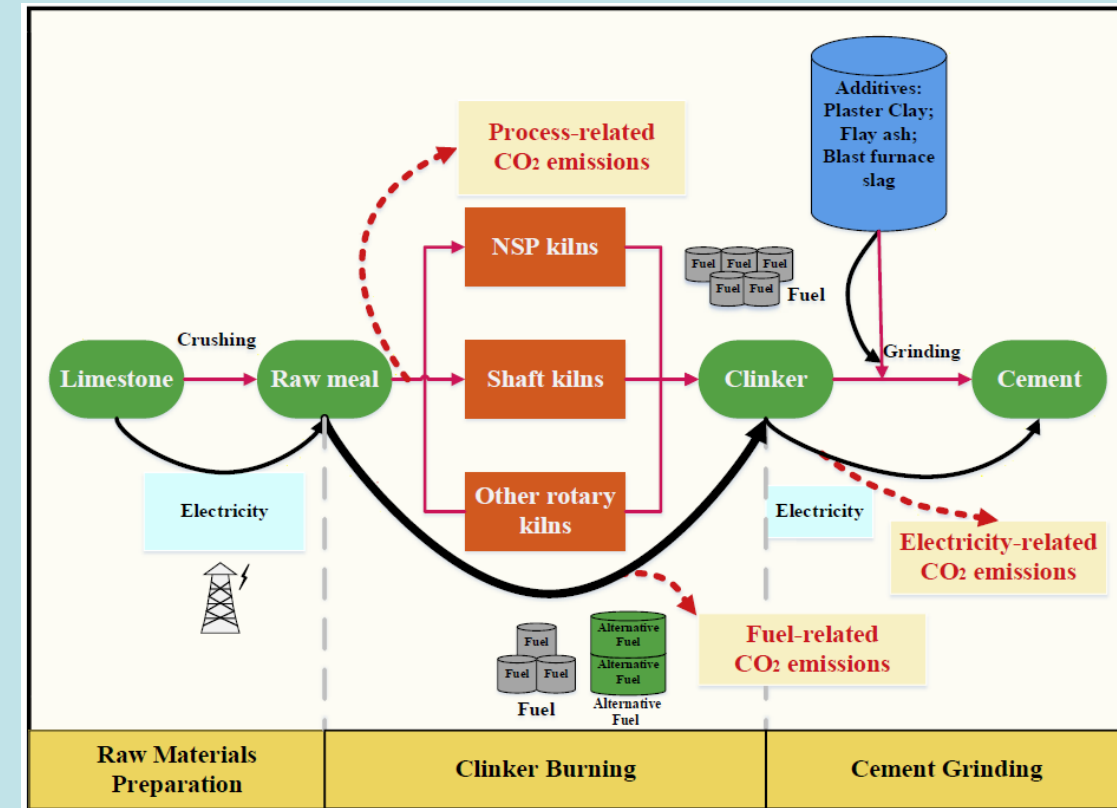 Additives:
Plaster Clay;
Flay ash;
Blast furnace
slag
Process-related
CO₂ emissions
NSP kilns
Fuel Fuel Fuel
Fuel Fuel
Fuel
Crushing
Grinding
Limestone
Raw meal
Shaft kilns
Clinker
Cement
Electricity
Other rotary
kilns
Electricity
Electricity-related
CO₂ emissions
Fuel-related
CO₂ emissions
Fuel
Fuel Fuel
Fuel
Alternative
Fuel
Alternative
Fuel
Alternative
Fuel
Raw Materials
Preparation
Clinker Burning
Cement Grinding